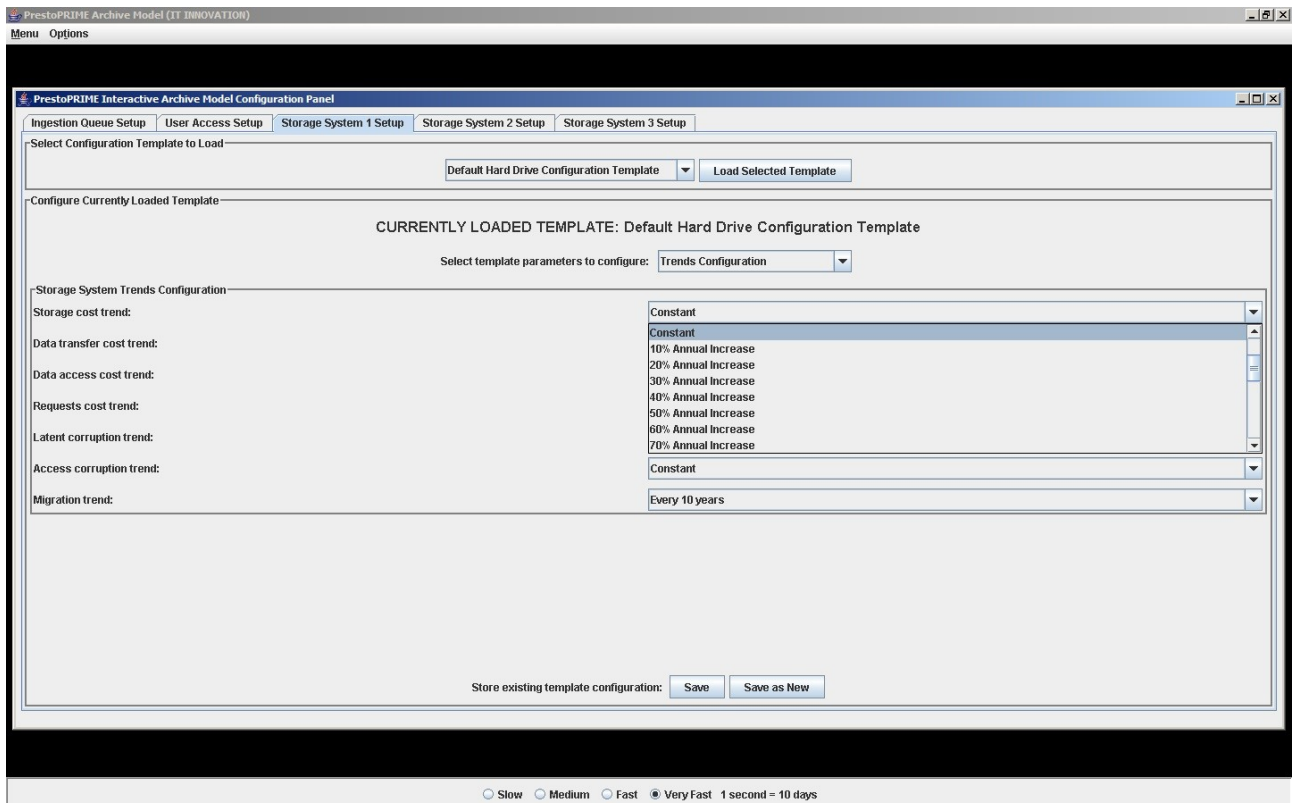 PrestoPRIME Archive Model (IT INNOVATION)
Menu Options
PrestoPRIME Interactive Archive Model Configuration Panel
Ingestion Queue Setup User Access Setup Storage System 1 Setup Storage System 2 Setup Storage System 3 Setup
Select Configuration Template to Load
Default Hard Drive Configuration Template Load Selected Template
Configure Currently Loaded Template
CURRENTLY LOADED TEMPLATE: Default Hard Drive Configuration Template
Select template parameters to configure: Trends Configuration
Storage System Trends Configuration
Storage cost trend: Constant
Constant
Data transfer cost trend: 10% Annual Increase
20% Annual Increase
Data access cost trend: 30% Annual Increase
40% Annual Increase
Requests cost trend: 50% Annual Increase
60% Annual Increase
Latent corruption trend: 70% Annual Increase
Access corruption trend: Constant
Migration trend: Every 10 years
Store existing template configuration: Save Save as New
Slow Medium Fast Very Fast 1 second = 10 days